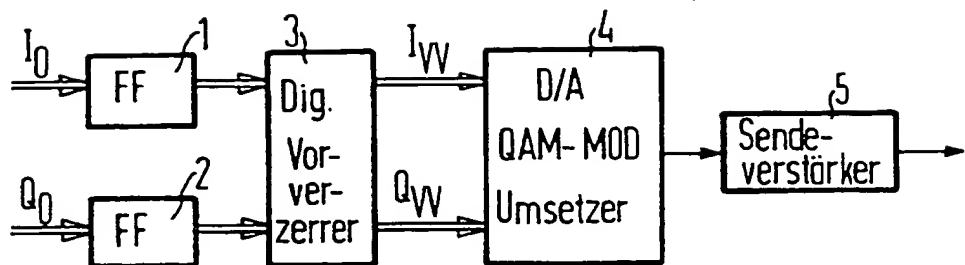 I0
1
FF
Q0
2
FF
3
Dig.
Vor-
ver-
zerrer
IVV
QVV
4
D/A
QAM-MOD
Umsetzer
5
Sende-
verstärker